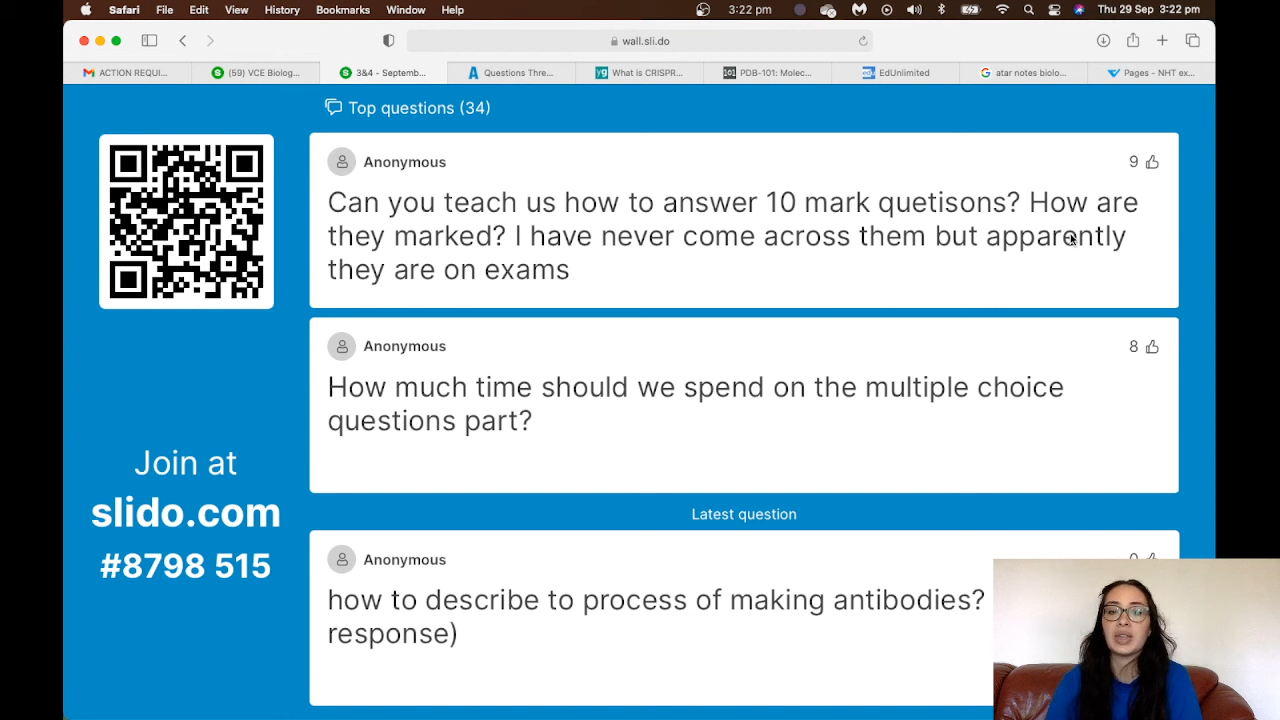 Safari File Edit View History Bookmarks Window Help 3:22 pm Thu 29 Sep 3:22 pm
wall.sli.do
ACTION REQUI... (59) VCE Biolog... 3&4 - Septemb... Questions Thre... What is CRISPR... PDB-101: Molec... EdUnlimited atar notes biolo... Pages - NHT ex...
Top questions (34)
Anonymous 9
Can you teach us how to answer 10 mark quetisons? How are
they marked? I have never come across them but apparently
they are on exams
Anonymous 8
How much time should we spend on the multiple choice
questions part?
Join at
slido.com
#8798 515
Latest question
Anonymous 0
how to describe to process of making antibodies?
response)